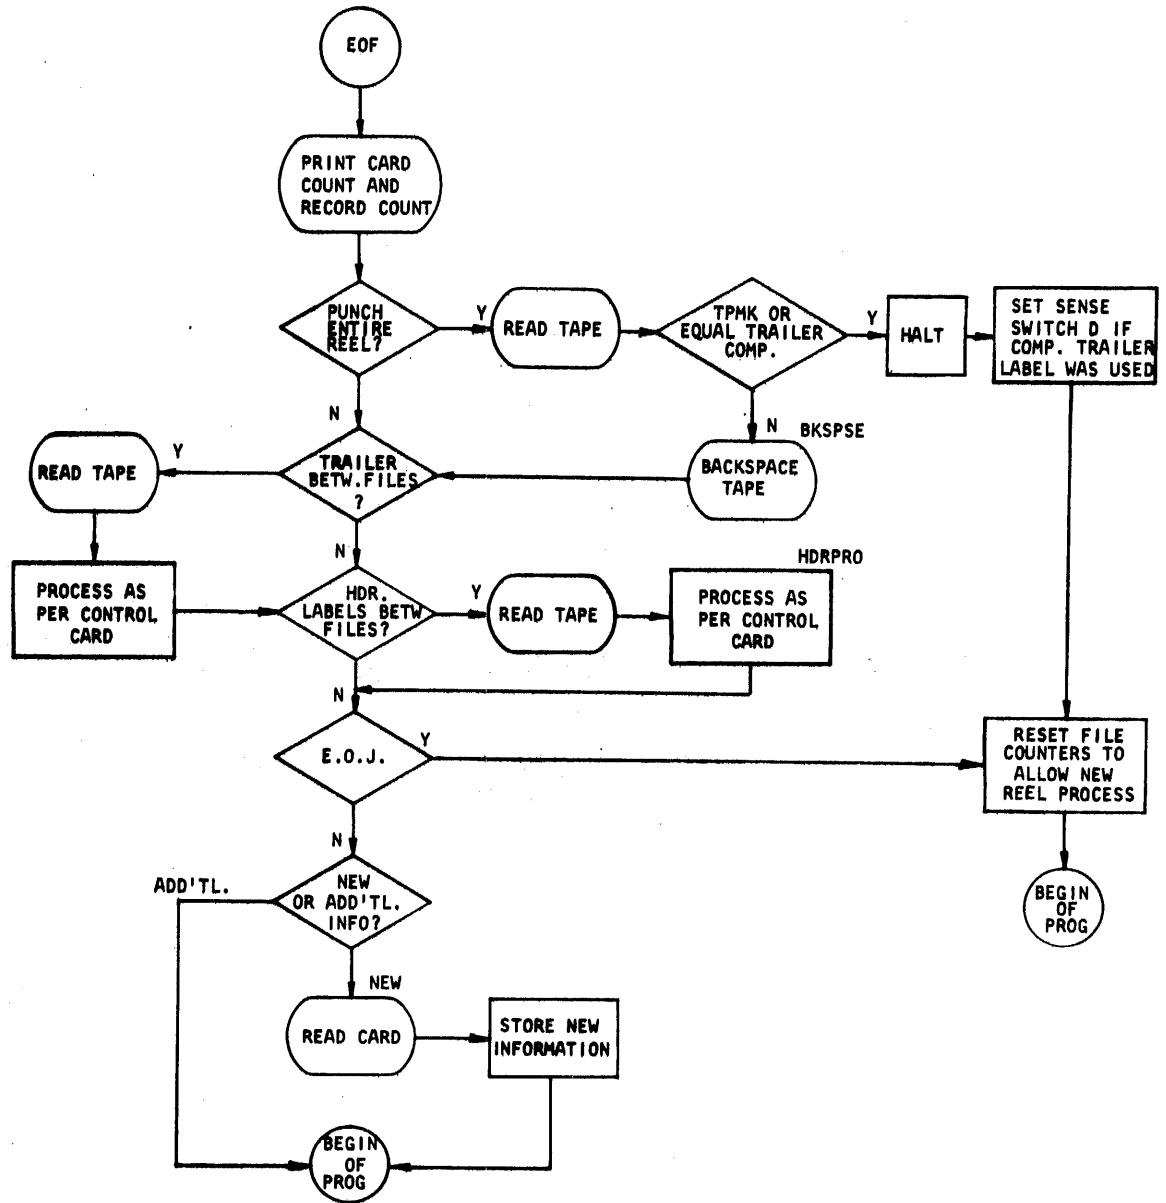 EOF
PRINT CARD
COUNT AND
RECORD COUNT
PUNCH
ENTIRE
REEL?
Y
READ TAPE
TPMK OR
EQUAL TRAILER
COMP.
Y
HALT
SET SENSE
SWITCH D IF
COMP. TRAILER
LABEL WAS USED
N
N
BKSPSE
BACKSPACE
TAPE
TRAILER
BETW.FILES
?
Y
READ TAPE
PROCESS AS
PER CONTROL
CARD
N
HDR.
LABELS BETW
FILES?
Y
READ TAPE
HDRPRO
PROCESS AS
PER CONTROL
CARD
N
E.O.J.
Y
RESET FILE
COUNTERS TO
ALLOW NEW
REEL PROCESS
BEGIN
OF
PROG
N
NEW
OR ADD'TL.
INFO?
ADD'TL.
NEW
READ CARD
STORE NEW
INFORMATION
BEGIN
OF
PROG